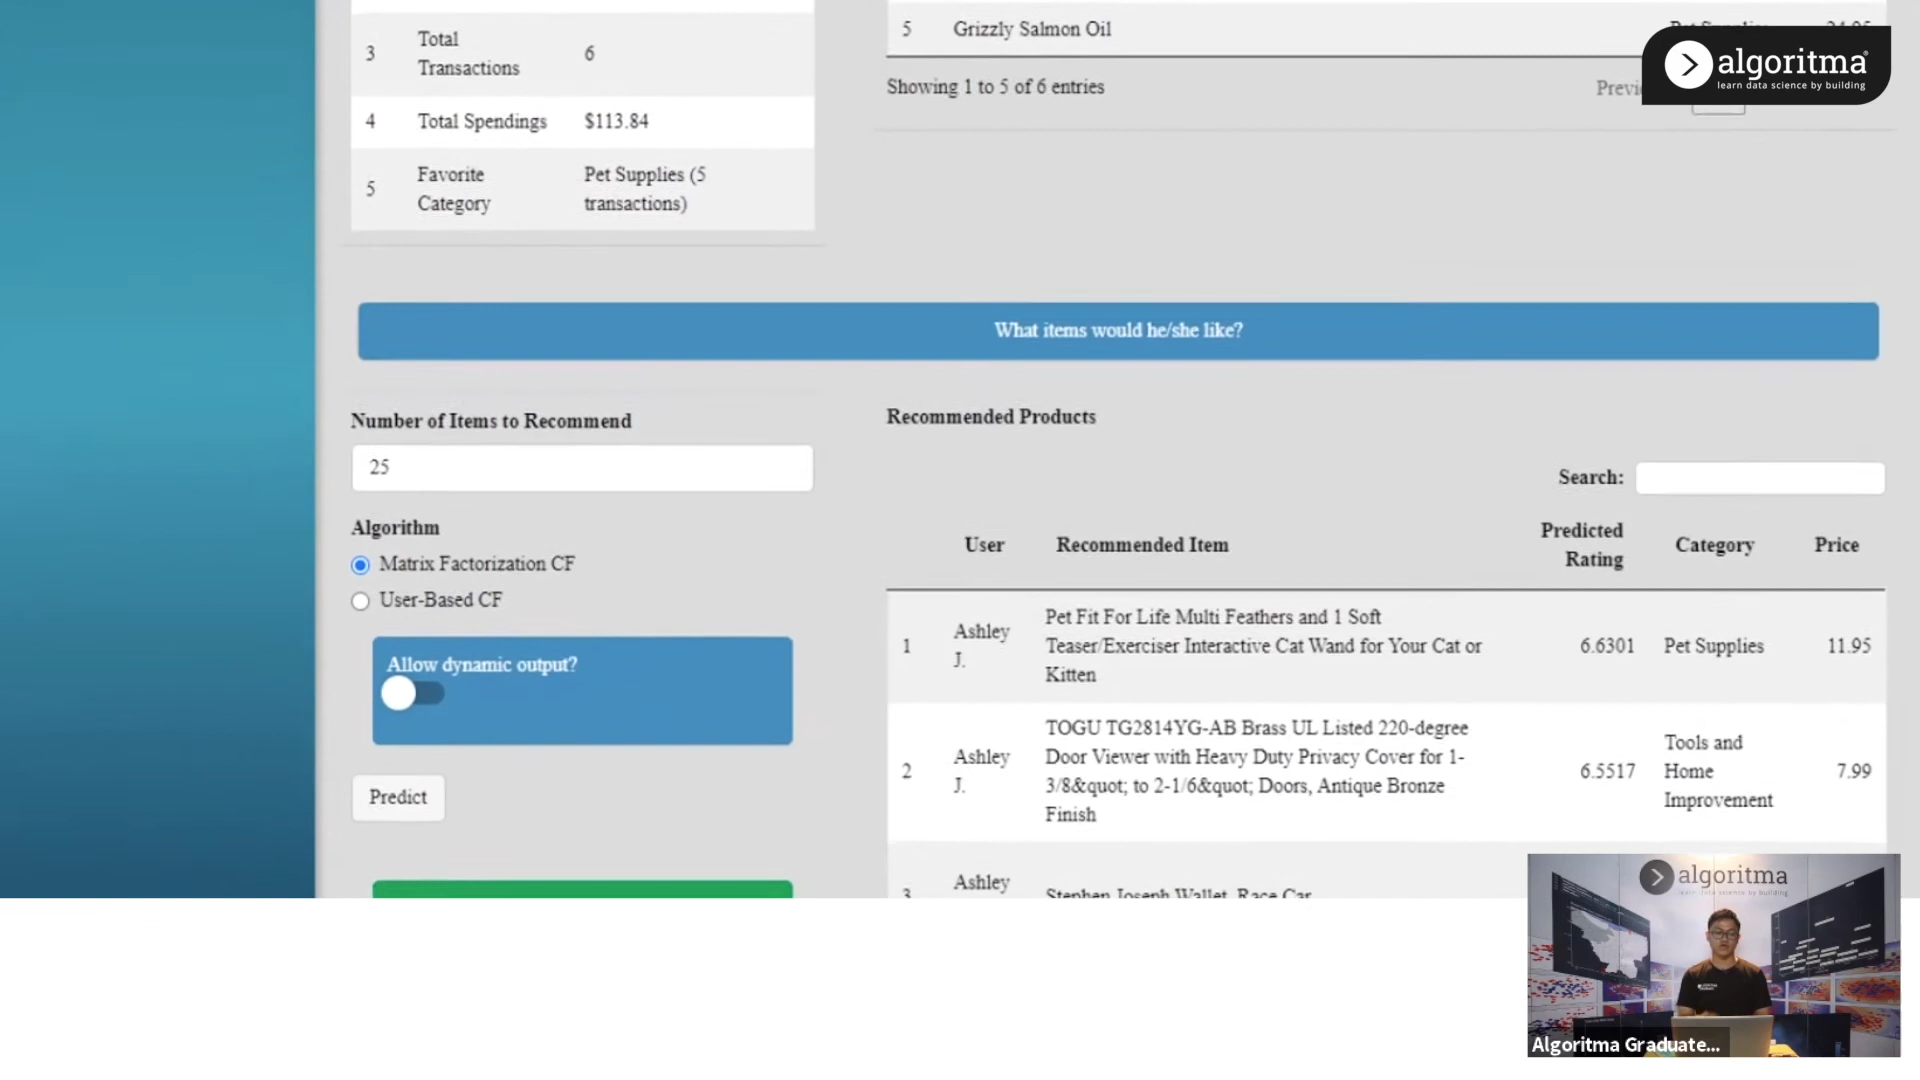 5 Grizzly Salmon Oil
algoritma
learn data science by building
3 Total Transactions 6
Showing 1 to 5 of 6 entries
4 Total Spendings $113.84
5 Favorite Category Pet Supplies (5 transactions)
What items would he/she like?
Number of Items to Recommend
25
Algorithm
Matrix Factorization CF
User-Based CF
Allow dynamic output?
Predict
Recommended Products
Search:
User Recommended Item Predicted Rating Category Price
1 Ashley J. Pet Fit For Life Multi Feathers and 1 Soft
Teaser/Exerciser Interactive Cat Wand for Your Cat or
Kitten 6.6301 Pet Supplies 11.95
2 Ashley J. TOGU TG2814YG-AB Brass UL Listed 220-degree
Door Viewer with Heavy Duty Privacy Cover for 1-
3/8&quot; to 2-1/6&quot; Doors, Antique Bronze
Finish 6.5517 Tools and Home Improvement 7.99
3 Ashley Stephen Joseph Wallet, Race Car
algoritma
Algoritma Graduate...